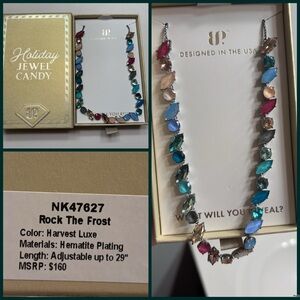 Holiday
JEWEL
CANDY
BP
DESIGNED IN THE USA
WHAT WILL YOU REVEAL?
NK47627
Rock The Frost
Color: Harvest Luxe
Materials: Hematite Plating
Length: Adjustable up to 29"
MSRP: $160